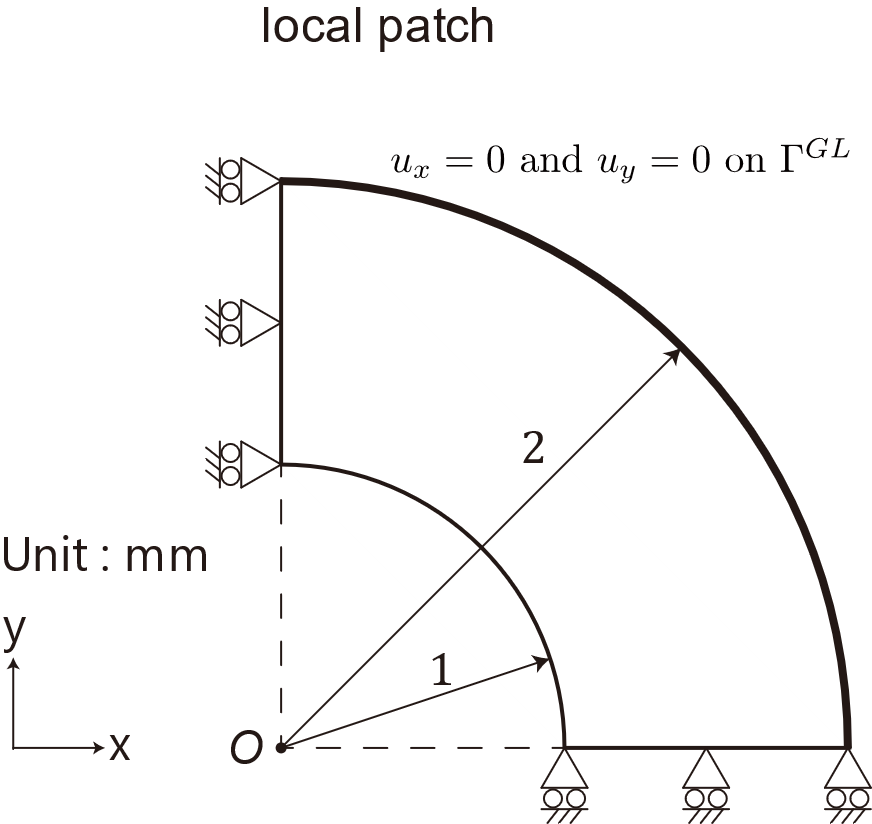 local patch
u_x = 0 and u_y = 0 on Γ^{GL}
2
Unit : mm
1
y
x
O